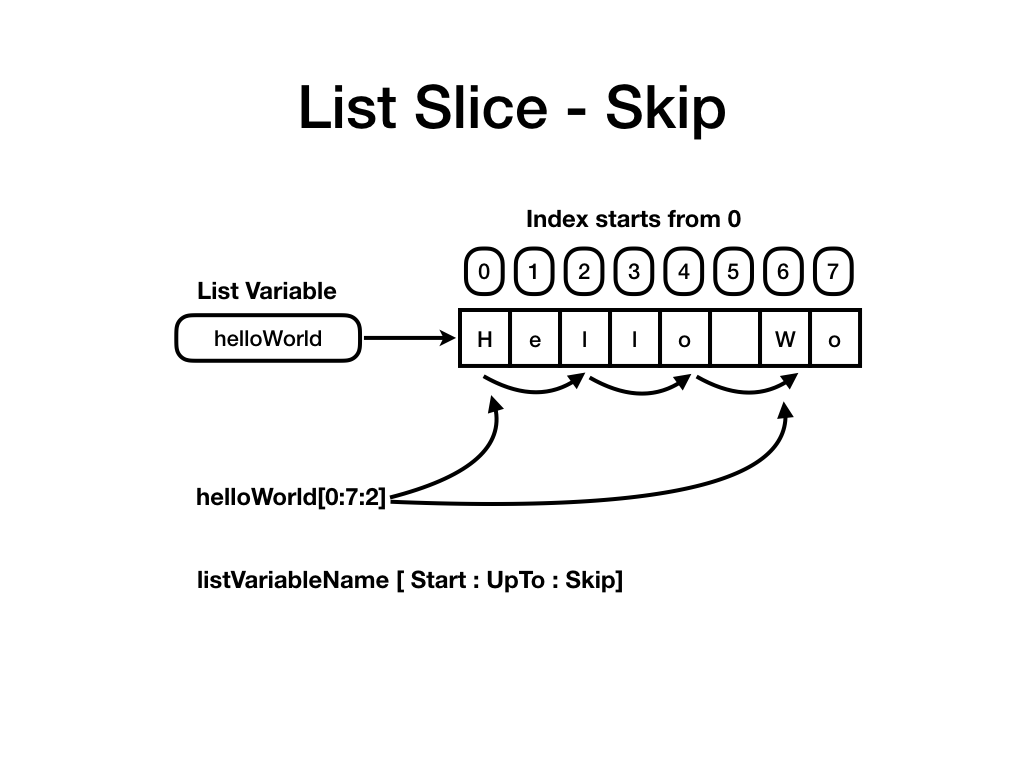 List Slice - Skip
Index starts from 0
0 1 2 3 4 5 6 7
List Variable
helloWorld
H e l l o W o
helloWorld[0:7:2]
listVariableName [ Start : UpTo : Skip]